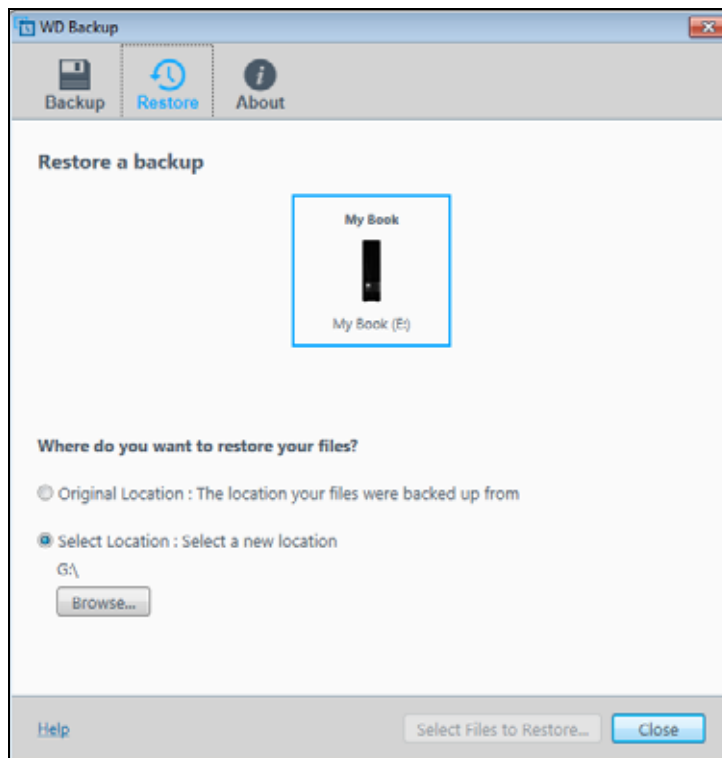 WD Backup
Backup Restore About
Restore a backup
My Book
My Book (E:)
Where do you want to restore your files?
Original Location : The location your files were backed up from
Select Location : Select a new location
G:\
Browse...
Help Select Files to Restore... Close